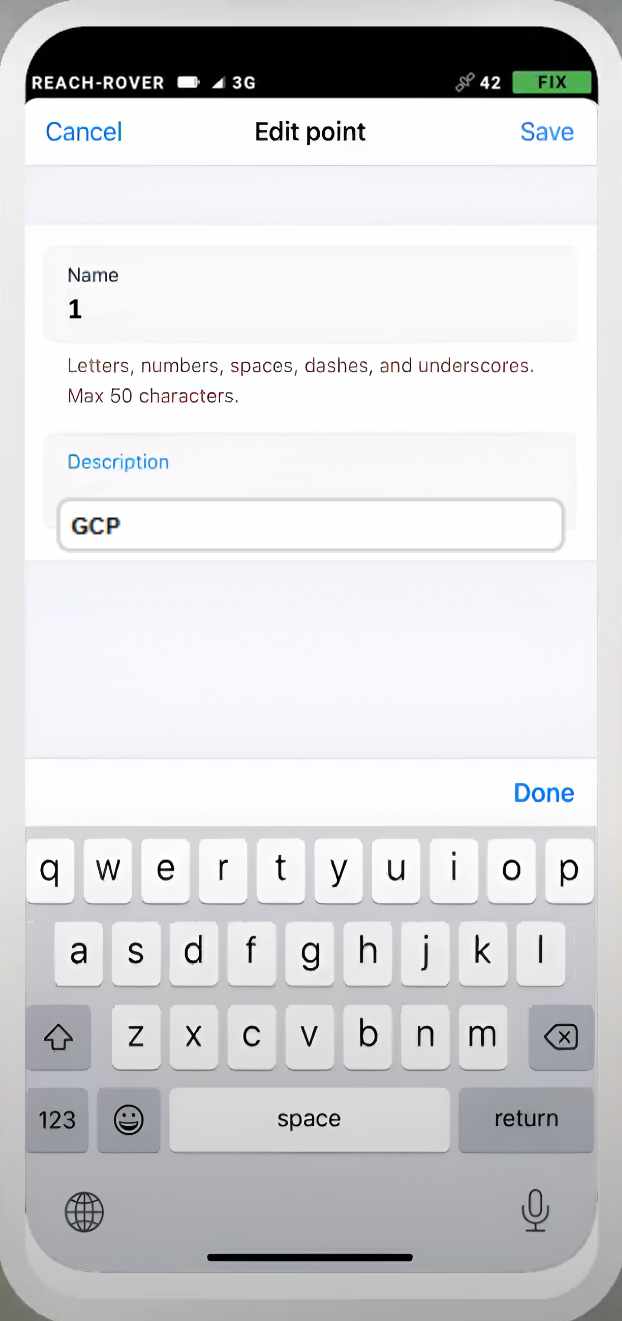 REACH-ROVER 3G 42 FIX
Cancel Edit point Save
Name
1
Letters, numbers, spaces, dashes, and underscores.
Max 50 characters.
Description
GCP
Done
q w e r t y u i o p
a s d f g h j k l
z x c v b n m
123 space return